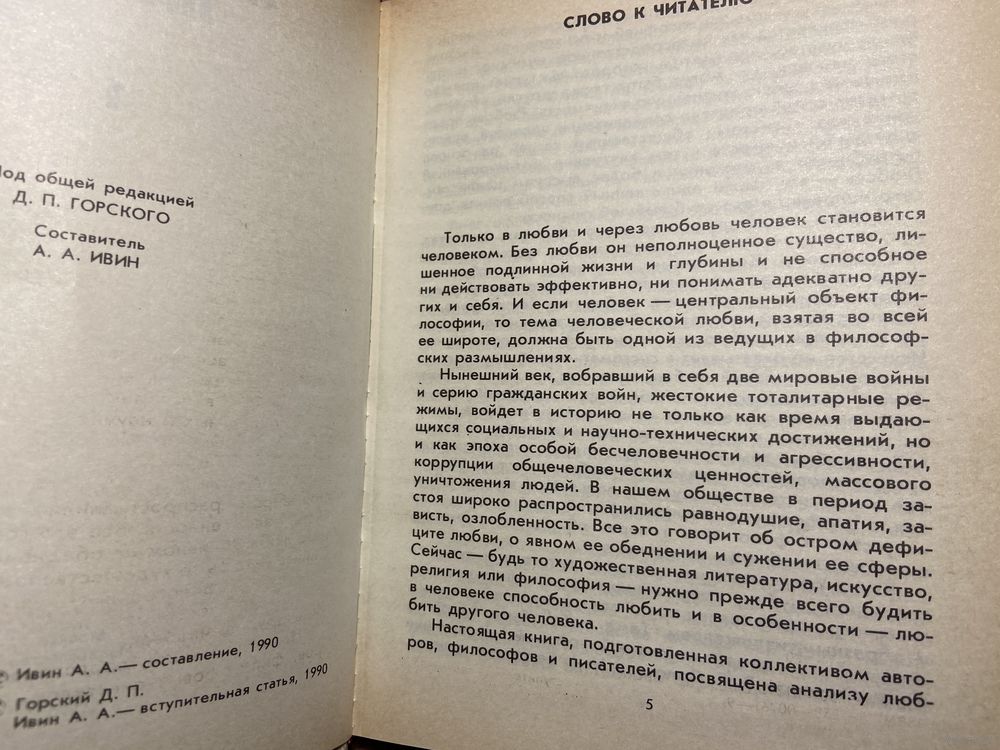 Под общей редакцией
Д. П. ГОРСКОГО
Составитель
А. А. ИВИН
© Ивин А. А.— составление, 1990
© Горский Д. П.
Ивин А. А.— вступительная статья, 1990
СЛОВО К ЧИТАТЕЛЮ
Только в любви и через любовь человек становится
человеком. Без любви он неполноценное существо, ли-
шенное подлинной жизни и глубины и не способное
ни действовать эффективно, ни понимать адекватно дру-
гих и себя. И если человек — центральный объект фи-
лософии, то тема человеческой любви, взятая во всей
ее широте, должна быть одной из ведущих в философ-
ских размышлениях.
Нынешний век, вобравший в себя две мировые войны
и серию гражданских войн, жестокие тоталитарные ре-
жимы, войдет в историю не только как время выдаю-
щихся социальных и научно-технических достижений, но
и как эпоха особой бесчеловечности и агрессивности,
коррупции общечеловеческих ценностей, массового
уничтожения людей. В нашем обществе в период за-
стоя широко распространились равнодушие, апатия, за-
висть, озлобленность. Все это говорит об остром дефи-
ците любви, о явном ее обеднении и сужении ее сферы.
Сейчас — будь то художественная литература, искусство,
религия или философия — нужно прежде всего будить
в человеке способность любить и в особенности — лю-
бить другого человека.
Настоящая книга, подготовленная коллективом авто-
ров, философов и писателей, посвящена анализу люб-
5